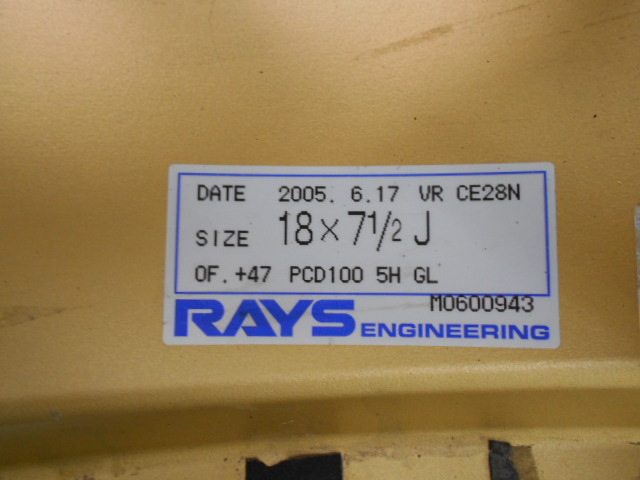 DATE 2005. 6.17 VR CE28N
SIZE 18×7½ J
OF. +47 PCD100 5H GL
M0600943
RAYS ENGINEERING